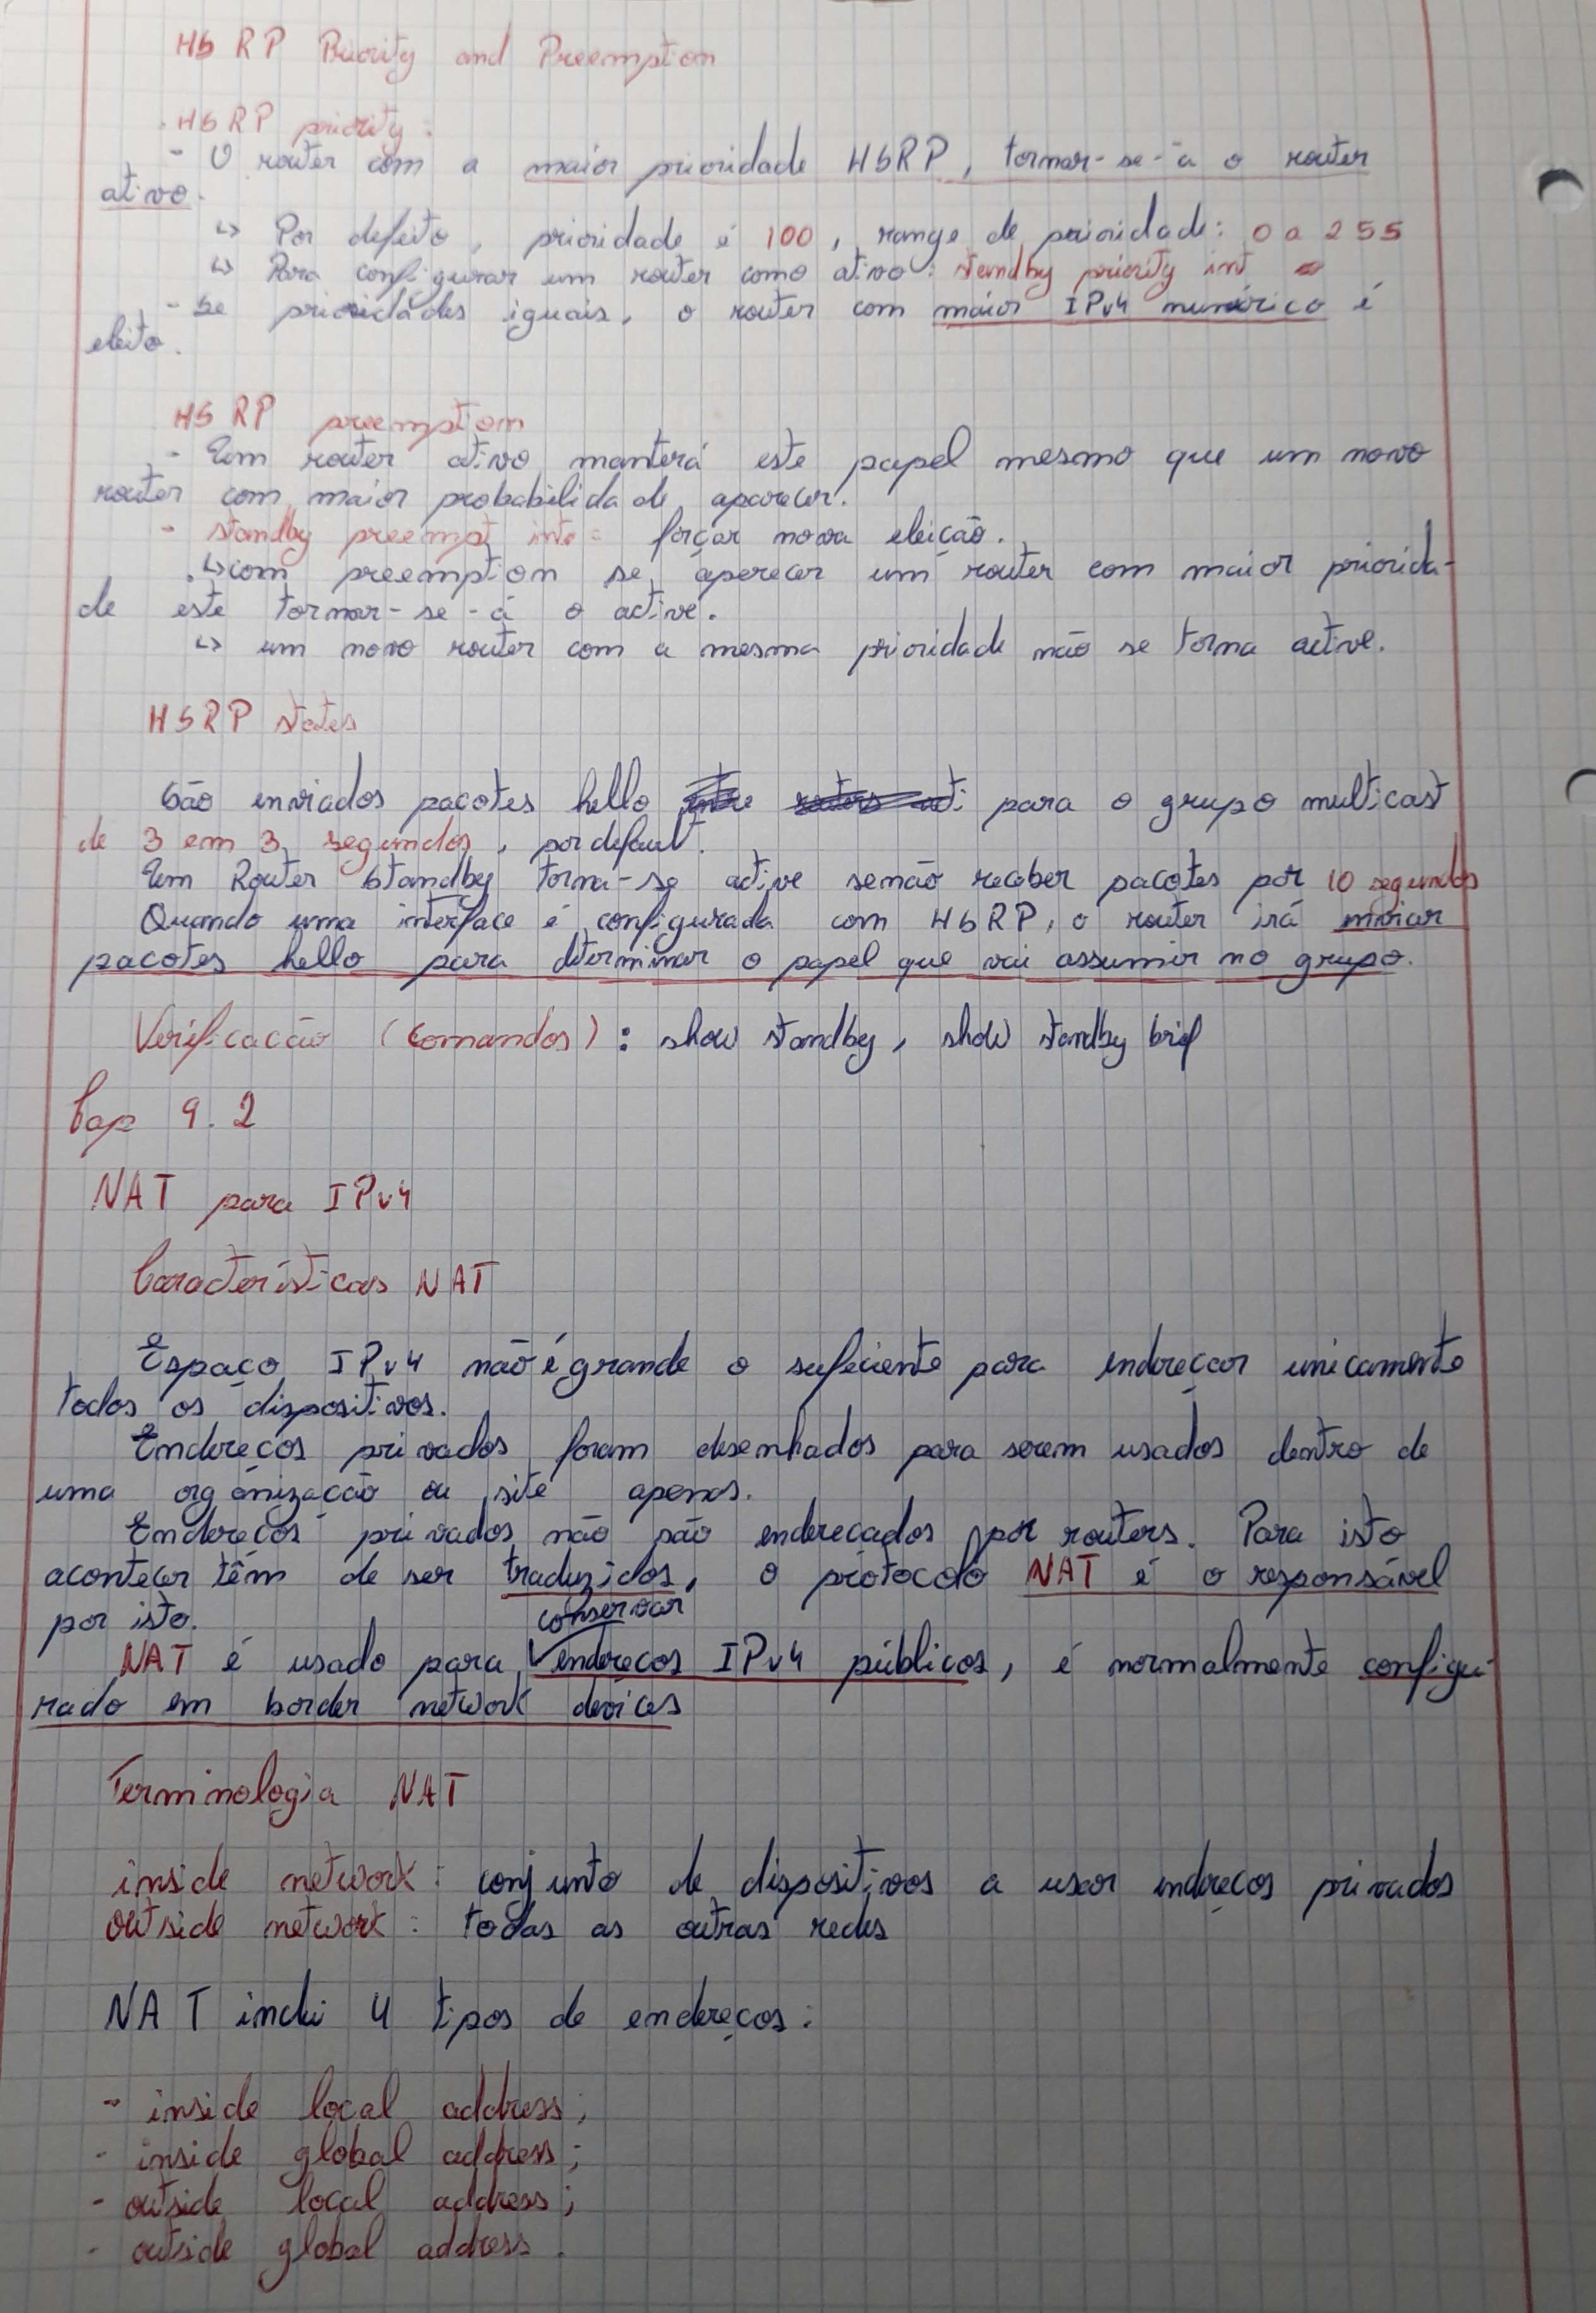 HSRP Priority and Preemption
HSRP priority:
- O router com a maior prioridade HSRP, tornar-se-á o router
ativo.
↳ Por defeito, prioridade é 100, range de prioridade: 0 a 255
↳ Para configurar um router como ativo: standby priority int
- Se prioridades iguais, o router com maior IPv4 numérico é
eleito.
HSRP preemption
- Um router ativo manterá este papel mesmo que um novo
router com maior probabilidade aparecer.
- standby preempt inte = forçar nova eleição.
↳ com preemption se aperecer um router com maior priorida-
de este tornar-se-á o active.
↳ um novo router com a mesma prioridade não se torna active.
HSRP states
São enviados pacotes hello para o grupo multicast
de 3 em 3 segundos, por default.
Um Router Standby torna-se active senão receber pacotes por 10 segundos
Quando uma interface é configurada com HSRP, o router irá enviar
pacotes hello para determinar o papel que vai assumir no grupo.
Verificação (Comandos): show standby, show standby brief
Cap 9.2
NAT para IPv4
Características NAT
Espaço IPv4 não é grande o suficiente para endereçar unicamente
todos os dispositivos.
Endereços privados foram desenhados para serem usados dentro de
uma organização ou site apenas.
Endereços privados não são endereçados por routers. Para isto
acontecer têm de ser traduzidos, o protocolo NAT é o responsável
por isto.
conservar
NAT é usado para endereços IPv4 públicos, é normalmente configu-
rado em border network devices
Terminologia NAT
inside network: conjunto de dispositivos a usar endereços privados
outside network: todas as outras redes
NAT inclui 4 tipos de endereços:
- inside local address;
- inside global address;
- outside local address;
- outside global address.